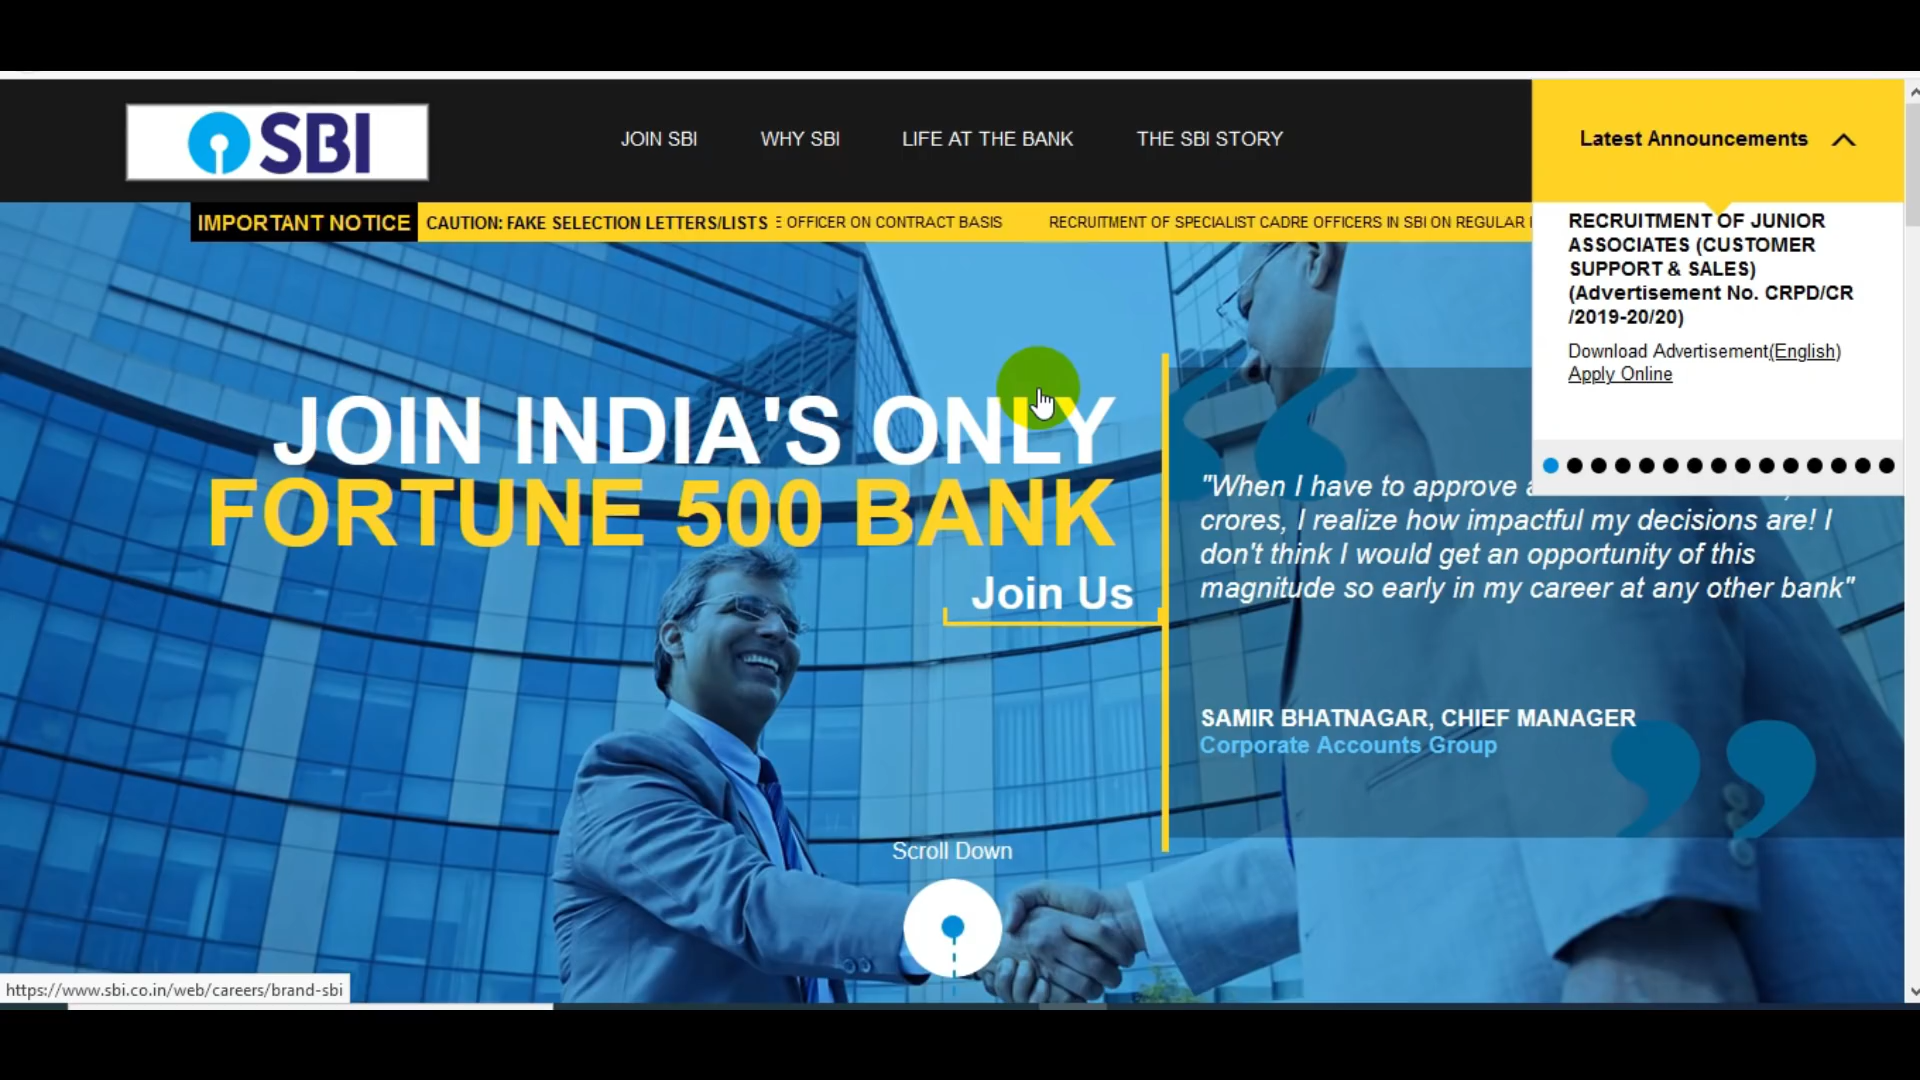 SBI
JOIN SBI
WHY SBI
LIFE AT THE BANK
THE SBI STORY
Latest Announcements
IMPORTANT NOTICE
CAUTION: FAKE SELECTION LETTERS/LISTS
OFFICER ON CONTRACT BASIS
RECRUITMENT OF SPECIALIST CADRE OFFICERS IN SBI ON REGULAR
RECRUITMENT OF JUNIOR
ASSOCIATES (CUSTOMER
SUPPORT & SALES)
(Advertisement No. CRPD/CR
/2019-20/20)
Download Advertisement(English)
Apply Online
JOIN INDIA'S ONLY
FORTUNE 500 BANK
Join Us
"When I have to approve
crores, I realize how impactful my decisions are! I
don't think I would get an opportunity of this
magnitude so early in my career at any other bank"
SAMIR BHATNAGAR, CHIEF MANAGER
Corporate Accounts Group
Scroll Down
https://www.sbi.co.in/web/careers/brand-sbi